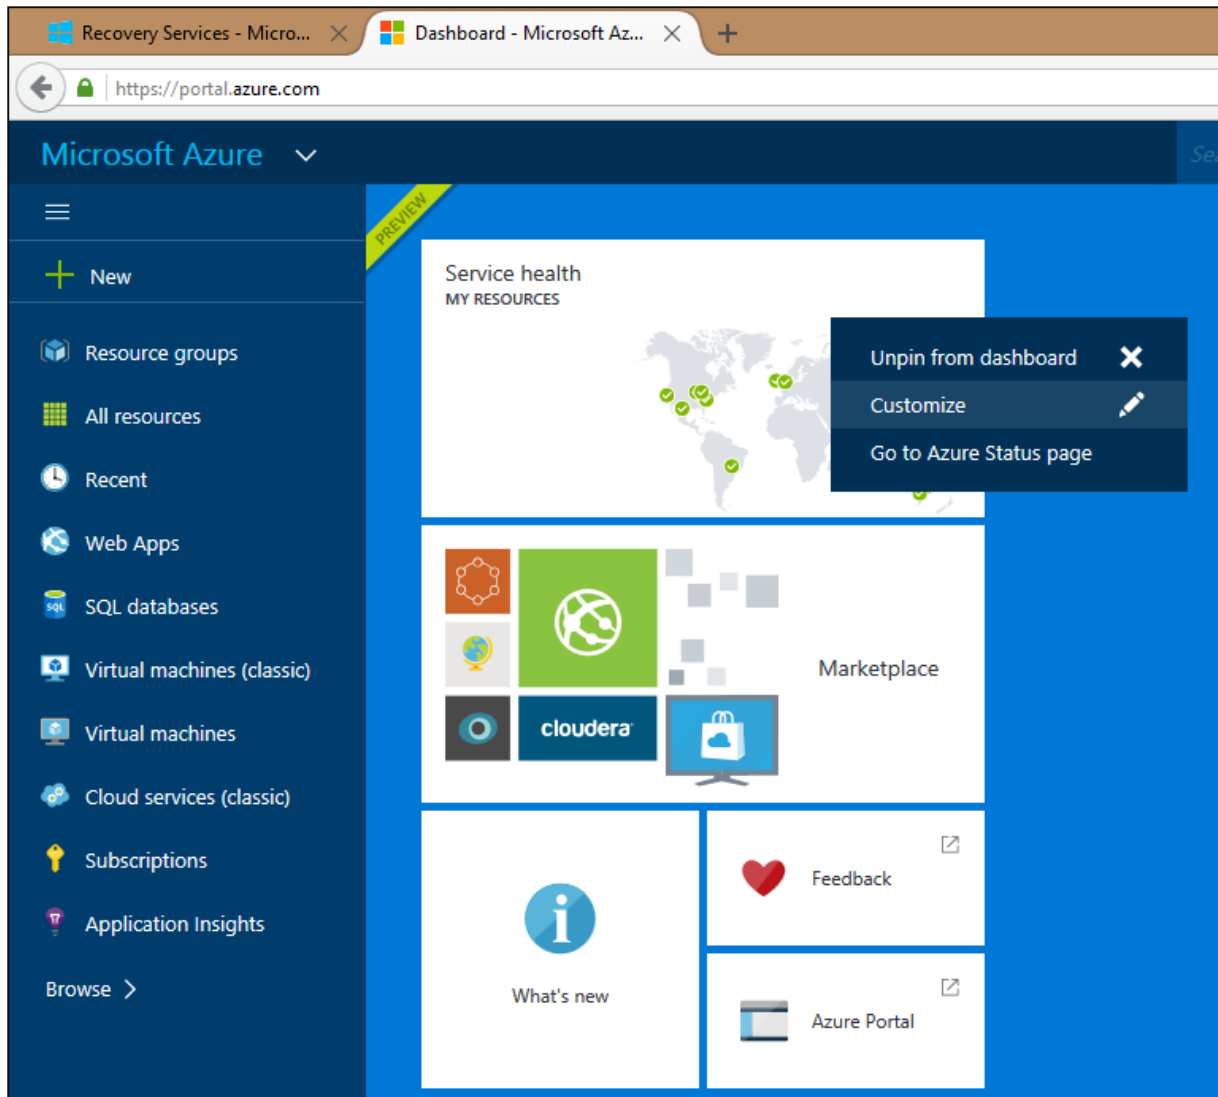 Recovery Services - Micro...
Dashboard - Microsoft Az...
https://portal.azure.com
Microsoft Azure
Sea
PREVIEW
New
Resource groups
All resources
Recent
Web Apps
SQL databases
Virtual machines (classic)
Virtual machines
Cloud services (classic)
Subscriptions
Application Insights
Browse
Service health
MY RESOURCES
Unpin from dashboard
Customize
Go to Azure Status page
cloudera
Marketplace
What's new
Feedback
Azure Portal